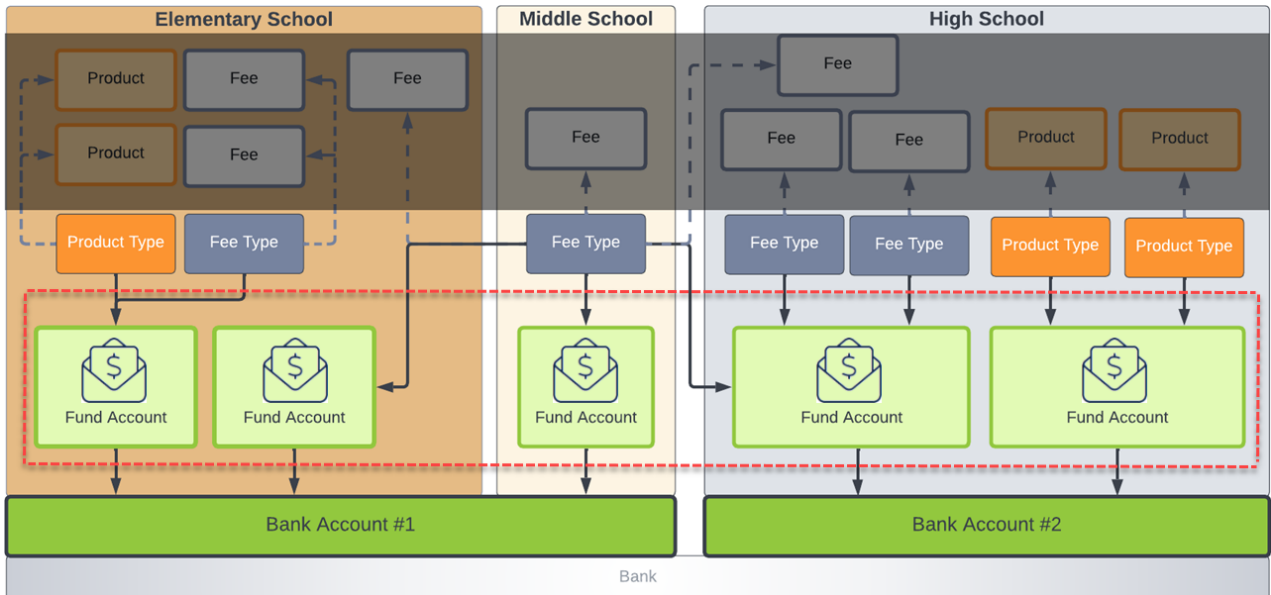 Elementary School
Middle School
High School
Fee
Product
Fee
Fee
Fee
Fee
Fee
Product
Product
Product
Fee
Product Type
Fee Type
Fee Type
Fee Type
Fee Type
Product Type
Product Type
$
$
$
$
$
Fund Account
Fund Account
Fund Account
Fund Account
Fund Account
Bank Account #1
Bank Account #2
Bank